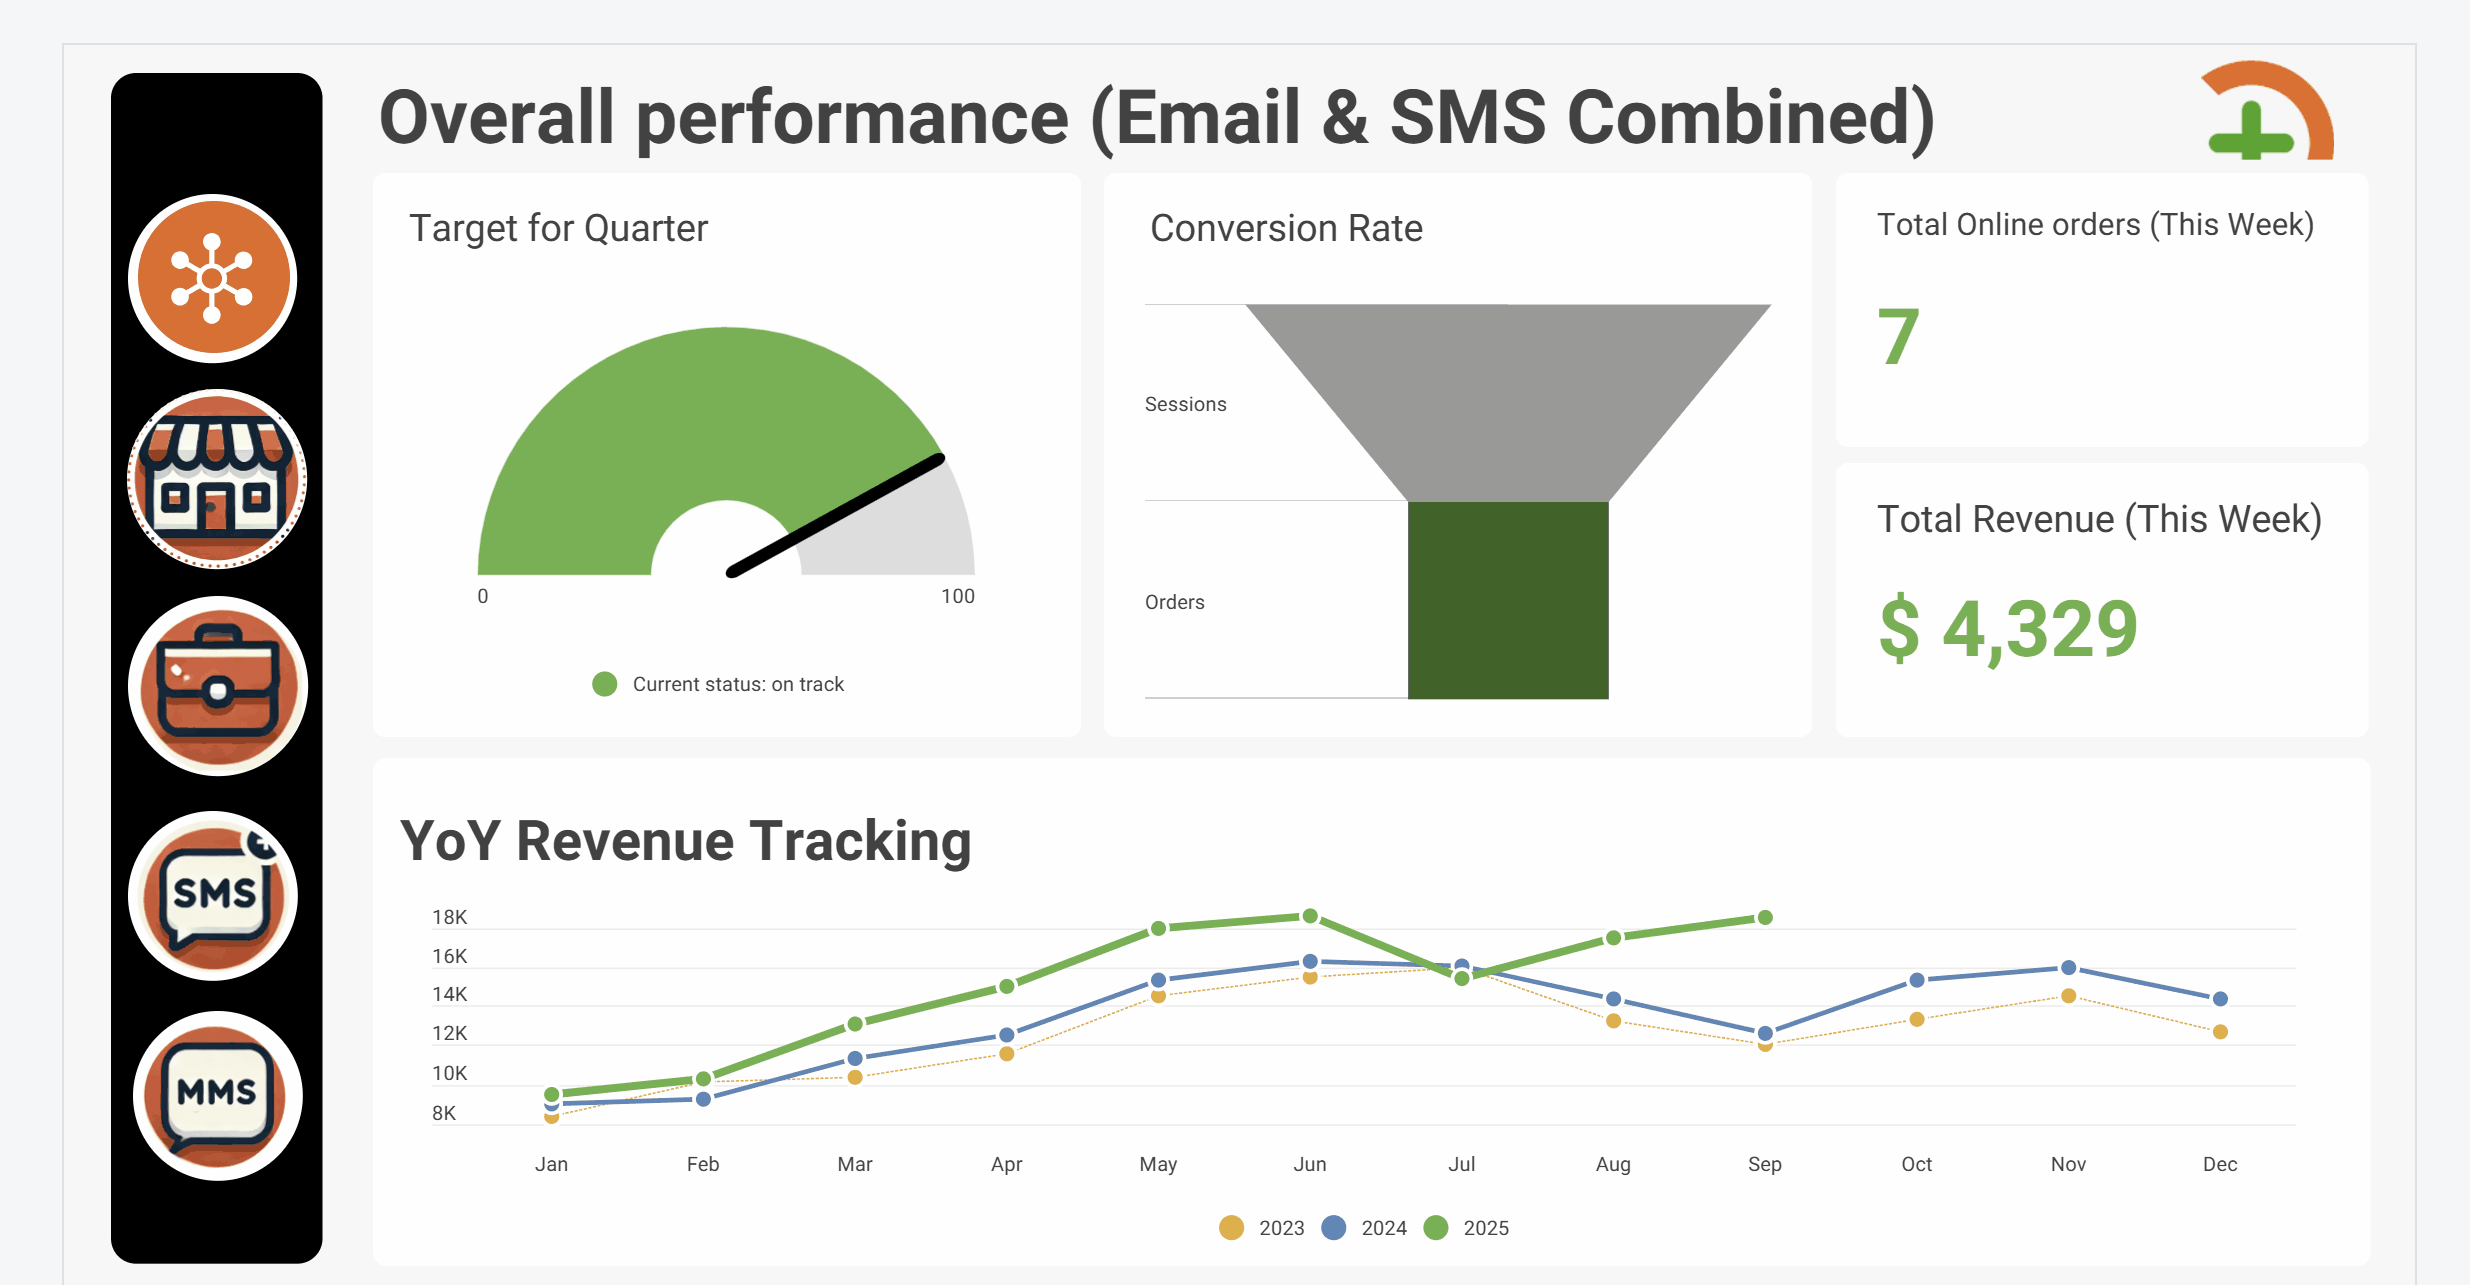 Overall performance (Email & SMS Combined)
Target for Quarter
0
100
Current status: on track
Conversion Rate
Sessions
Orders
Total Online orders (This Week)
7
Total Revenue (This Week)
$ 4,329
SMS
MMS
YoY Revenue Tracking
18K
16K
14K
12K
10K
8K
Jan Feb Mar Apr May Jun Jul Aug Sep Oct Nov Dec
2023 2024 2025